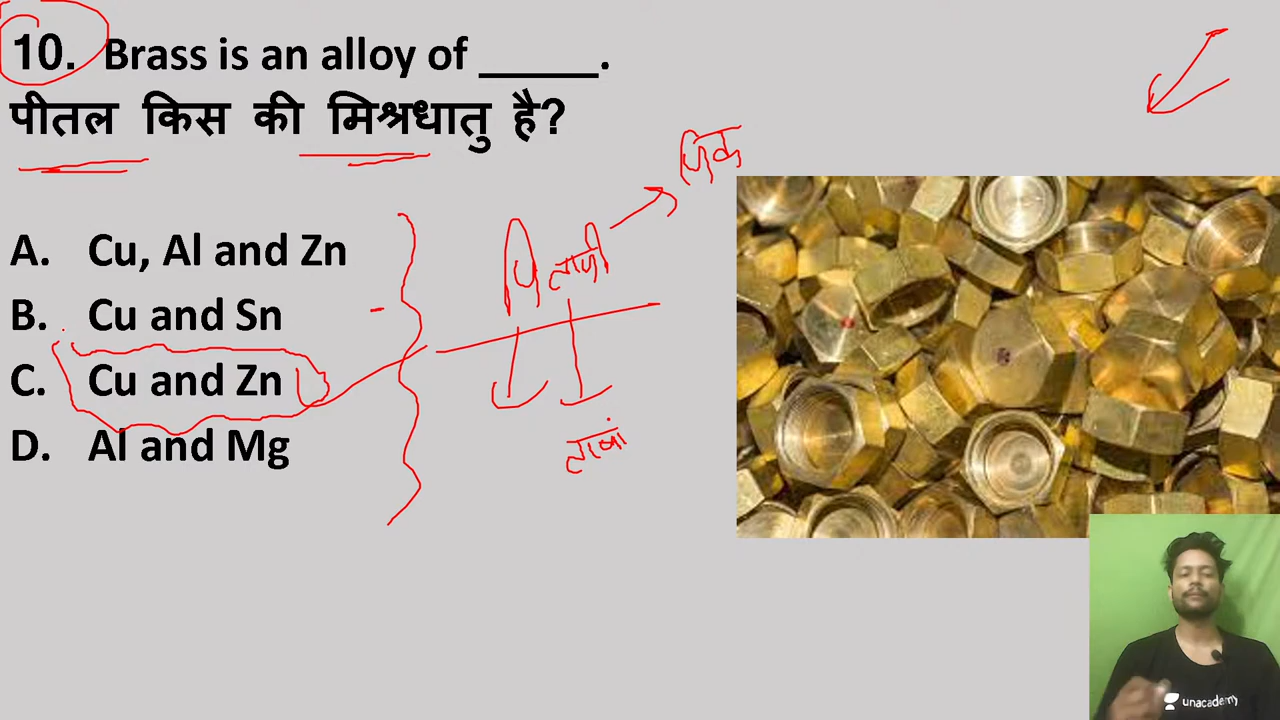 10. Brass is an alloy of _____.
पीतल किस की मिश्रधातु है?
A. Cu, Al and Zn
B. Cu and Sn
C. Cu and Zn
D. Al and Mg
unacademy